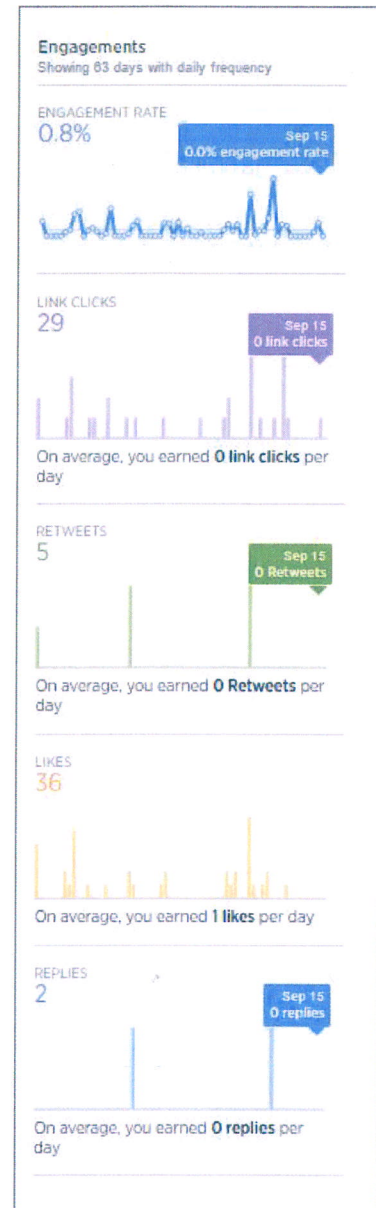 Engagements
Showing 63 days with daily frequency
ENGAGEMENT RATE
0.8%
Sep 15
0.0% engagement rate
LINK CLICKS
29
Sep 15
0 link clicks
On average, you earned 0 link clicks per
day
RETWEETS
5
Sep 15
0 Retweets
On average, you earned 0 Retweets per
day
LIKES
36
On average, you earned 1 likes per day
REPLIES
2
Sep 15
0 replies
On average, you earned 0 replies per
day